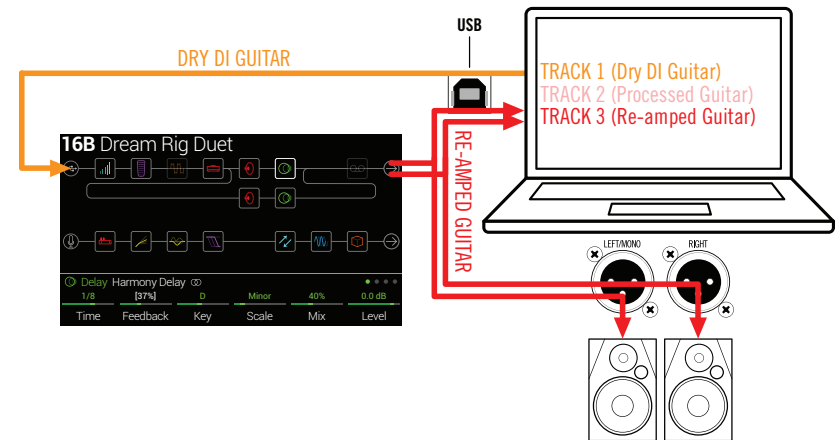 USB
DRY DI GUITAR
TRACK 1 (Dry DI Guitar)
TRACK 2 (Processed Guitar)
TRACK 3 (Re-amped Guitar)
RE-AMPED GUITAR
16B Dream Rig Duet
Delay Harmony Delay
1/8 [37%] D Minor 40% 0.0 dB
Time Feedback Key Scale Mix Level
LEFT/MONO RIGHT